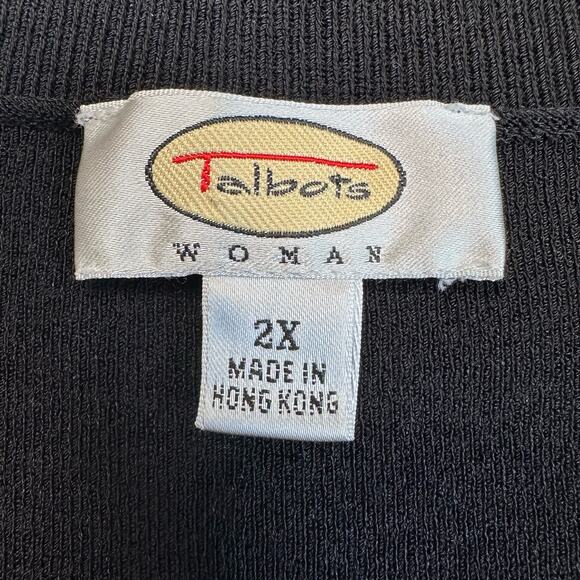 Talbots
WOMAN
2X
MADE IN
HONG KONG